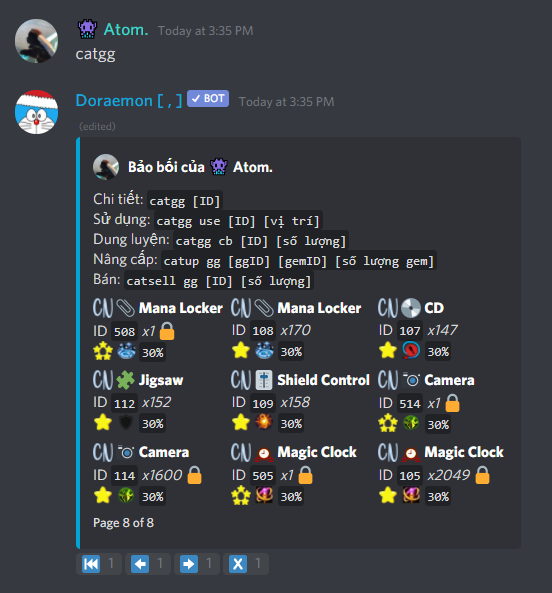 Atom. Today at 3:35 PM
catgg
Doraemon [ , ] ✓ BOT Today at 3:35 PM
(edited)
Bảo bối của Atom.
Chi tiết: catgg [ID]
Sử dụng: catgg use [ID] [vị trí]
Dung luyện: catgg cb [ID] [số lượng]
Nâng cấp: catup gg [ggID] [gemID] [số lượng gem]
Bán: catsell gg [ID] [số lượng]
CN Mana Locker CN Mana Locker CN CD
ID 508 x1 ID 108 x170 ID 107 x147
30% 30% 30%
CN Jigsaw CN Shield Control CN Camera
ID 112 x152 ID 109 x158 ID 514 x1
30% 30% 30%
CN Camera CN Magic Clock CN Magic Clock
ID 114 x1600 ID 505 x1 ID 105 x2049
30% 30% 30%
Page 8 of 8
1 1 1 X 1